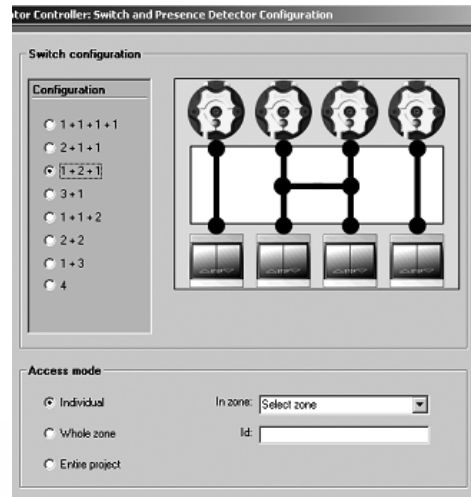 tor Controller: Switch and Presence Detector Configuration
Switch configuration
Configuration
1 + 1 + 1 + 1
2 + 1 + 1
1 + 2 + 1
3 + 1
1 + 1 + 2
2 + 2
1 + 3
4
Access mode
Individual
In zone: Select zone
Whole zone
Id:
Entire project